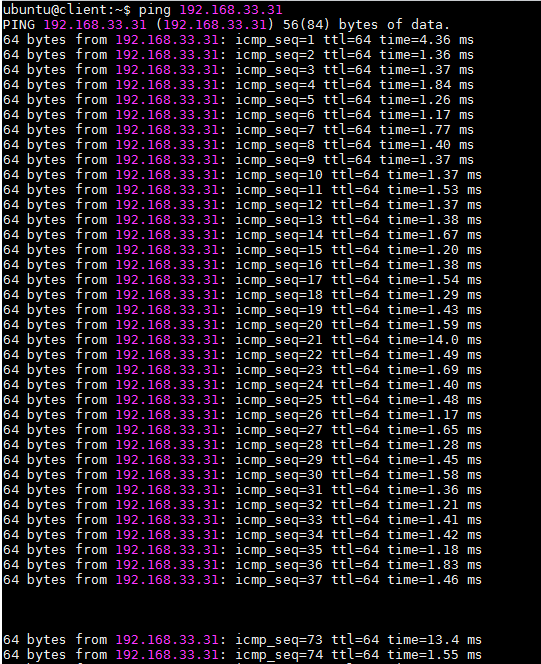 ubuntu@client:~$ ping 192.168.33.31
PING 192.168.33.31 (192.168.33.31) 56(84) bytes of data.
64 bytes from 192.168.33.31: icmp_seq=1 ttl=64 time=4.36 ms
64 bytes from 192.168.33.31: icmp_seq=2 ttl=64 time=1.36 ms
64 bytes from 192.168.33.31: icmp_seq=3 ttl=64 time=1.37 ms
64 bytes from 192.168.33.31: icmp_seq=4 ttl=64 time=1.84 ms
64 bytes from 192.168.33.31: icmp_seq=5 ttl=64 time=1.26 ms
64 bytes from 192.168.33.31: icmp_seq=6 ttl=64 time=1.17 ms
64 bytes from 192.168.33.31: icmp_seq=7 ttl=64 time=1.77 ms
64 bytes from 192.168.33.31: icmp_seq=8 ttl=64 time=1.40 ms
64 bytes from 192.168.33.31: icmp_seq=9 ttl=64 time=1.37 ms
64 bytes from 192.168.33.31: icmp_seq=10 ttl=64 time=1.37 ms
64 bytes from 192.168.33.31: icmp_seq=11 ttl=64 time=1.53 ms
64 bytes from 192.168.33.31: icmp_seq=12 ttl=64 time=1.37 ms
64 bytes from 192.168.33.31: icmp_seq=13 ttl=64 time=1.38 ms
64 bytes from 192.168.33.31: icmp_seq=14 ttl=64 time=1.67 ms
64 bytes from 192.168.33.31: icmp_seq=15 ttl=64 time=1.20 ms
64 bytes from 192.168.33.31: icmp_seq=16 ttl=64 time=1.38 ms
64 bytes from 192.168.33.31: icmp_seq=17 ttl=64 time=1.54 ms
64 bytes from 192.168.33.31: icmp_seq=18 ttl=64 time=1.29 ms
64 bytes from 192.168.33.31: icmp_seq=19 ttl=64 time=1.43 ms
64 bytes from 192.168.33.31: icmp_seq=20 ttl=64 time=1.59 ms
64 bytes from 192.168.33.31: icmp_seq=21 ttl=64 time=14.0 ms
64 bytes from 192.168.33.31: icmp_seq=22 ttl=64 time=1.49 ms
64 bytes from 192.168.33.31: icmp_seq=23 ttl=64 time=1.69 ms
64 bytes from 192.168.33.31: icmp_seq=24 ttl=64 time=1.40 ms
64 bytes from 192.168.33.31: icmp_seq=25 ttl=64 time=1.48 ms
64 bytes from 192.168.33.31: icmp_seq=26 ttl=64 time=1.17 ms
64 bytes from 192.168.33.31: icmp_seq=27 ttl=64 time=1.65 ms
64 bytes from 192.168.33.31: icmp_seq=28 ttl=64 time=1.28 ms
64 bytes from 192.168.33.31: icmp_seq=29 ttl=64 time=1.45 ms
64 bytes from 192.168.33.31: icmp_seq=30 ttl=64 time=1.58 ms
64 bytes from 192.168.33.31: icmp_seq=31 ttl=64 time=1.36 ms
64 bytes from 192.168.33.31: icmp_seq=32 ttl=64 time=1.21 ms
64 bytes from 192.168.33.31: icmp_seq=33 ttl=64 time=1.41 ms
64 bytes from 192.168.33.31: icmp_seq=34 ttl=64 time=1.42 ms
64 bytes from 192.168.33.31: icmp_seq=35 ttl=64 time=1.18 ms
64 bytes from 192.168.33.31: icmp_seq=36 ttl=64 time=1.83 ms
64 bytes from 192.168.33.31: icmp_seq=37 ttl=64 time=1.46 ms
64 bytes from 192.168.33.31: icmp_seq=73 ttl=64 time=13.4 ms
64 bytes from 192.168.33.31: icmp_seq=74 ttl=64 time=1.55 ms